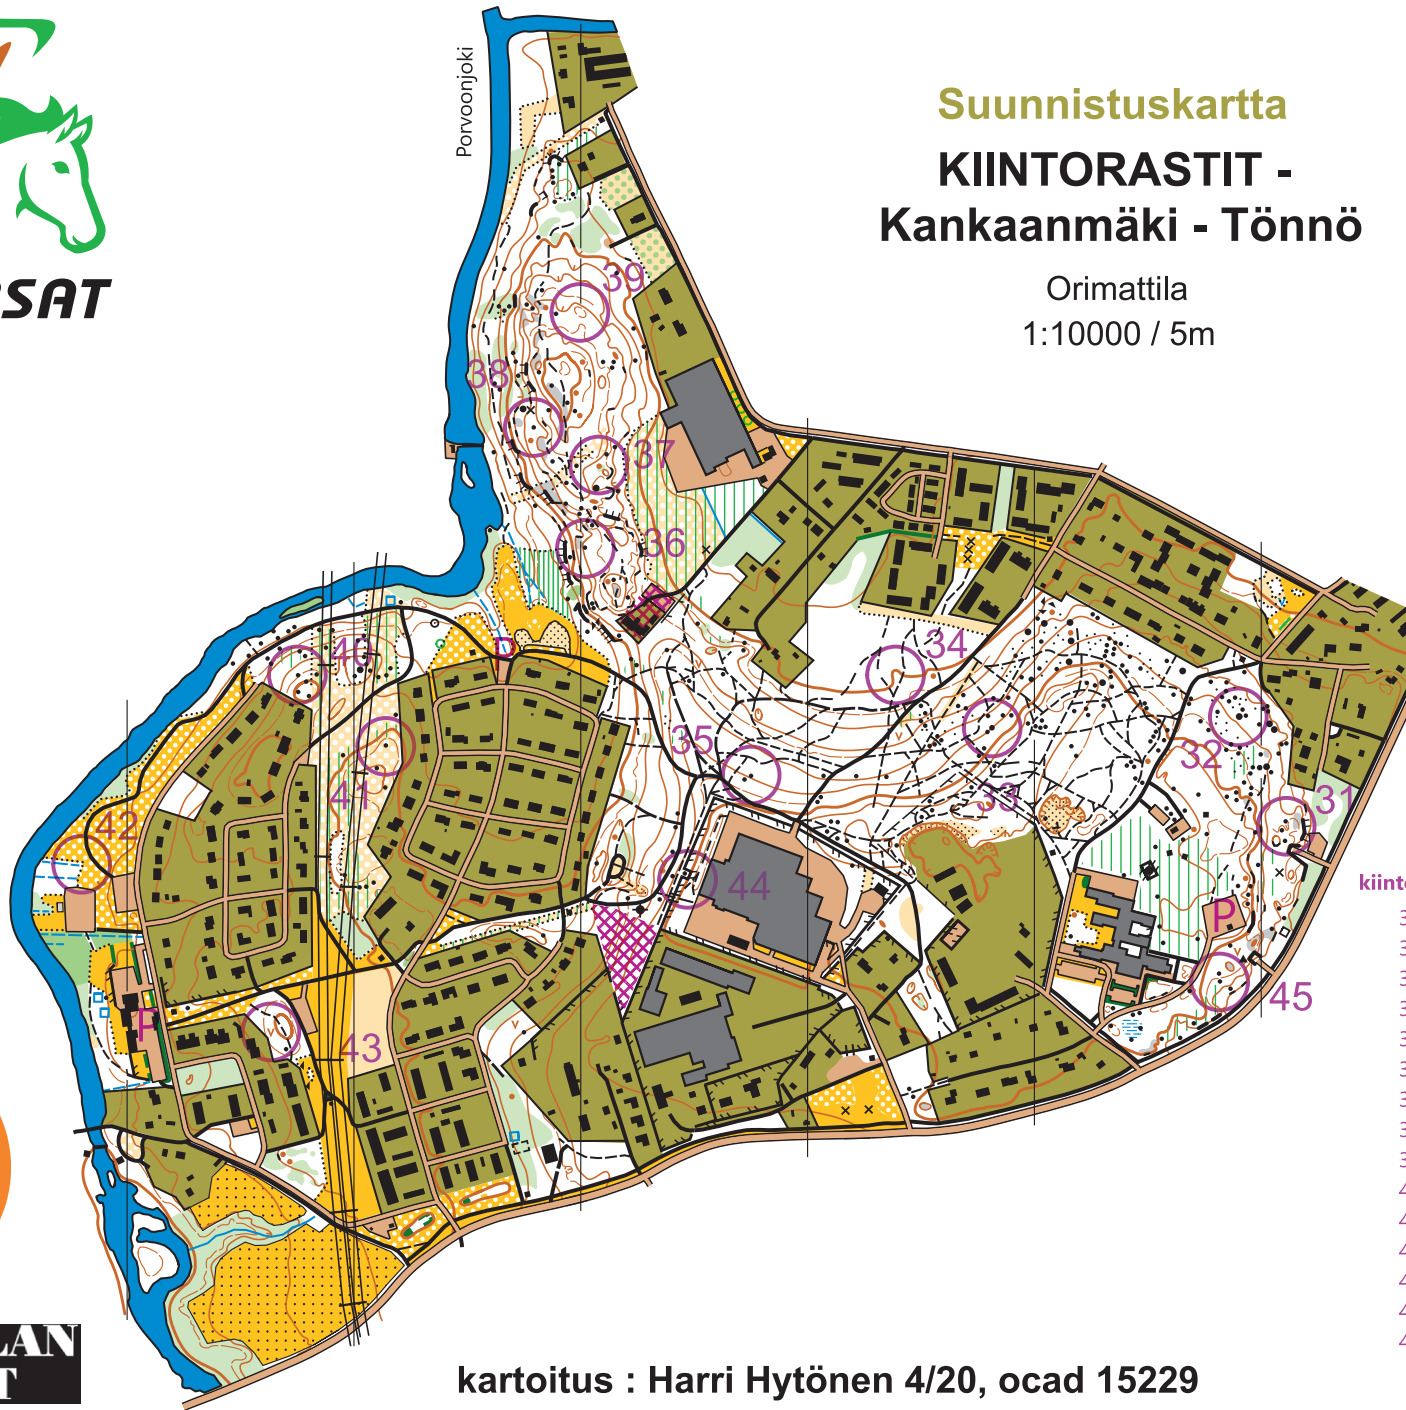 Porvoonjoki
Suunnistuskartta
KIINTORASTIT -
Kankaanmäki - Tönnö
Orimattila
1:10000 / 5m
39
38
37
36
34
35
40
41
42
33
32
31
44
P
P
P
45
43
kartoitus : Harri Hytönen 4/20, ocad 15229